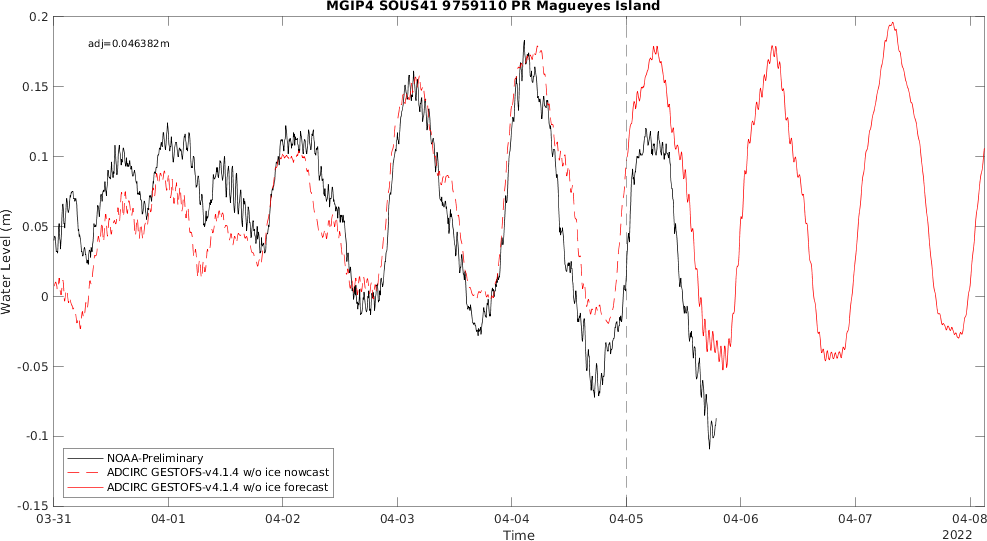 MGIP4 SOUS41 9759110 PR Magueyes Island
0.2
adj=0.046382m
0.15
0.1
0.05
0
-0.05
-0.1
-0.15
Water Level (m)
NOAA-Preliminary
ADCIRC GESTOFS-v4.1.4 w/o ice nowcast
ADCIRC GESTOFS-v4.1.4 w/o ice forecast
03-31 04-01 04-02 04-03 04-04 04-05 04-06 04-07 04-08
Time
2022